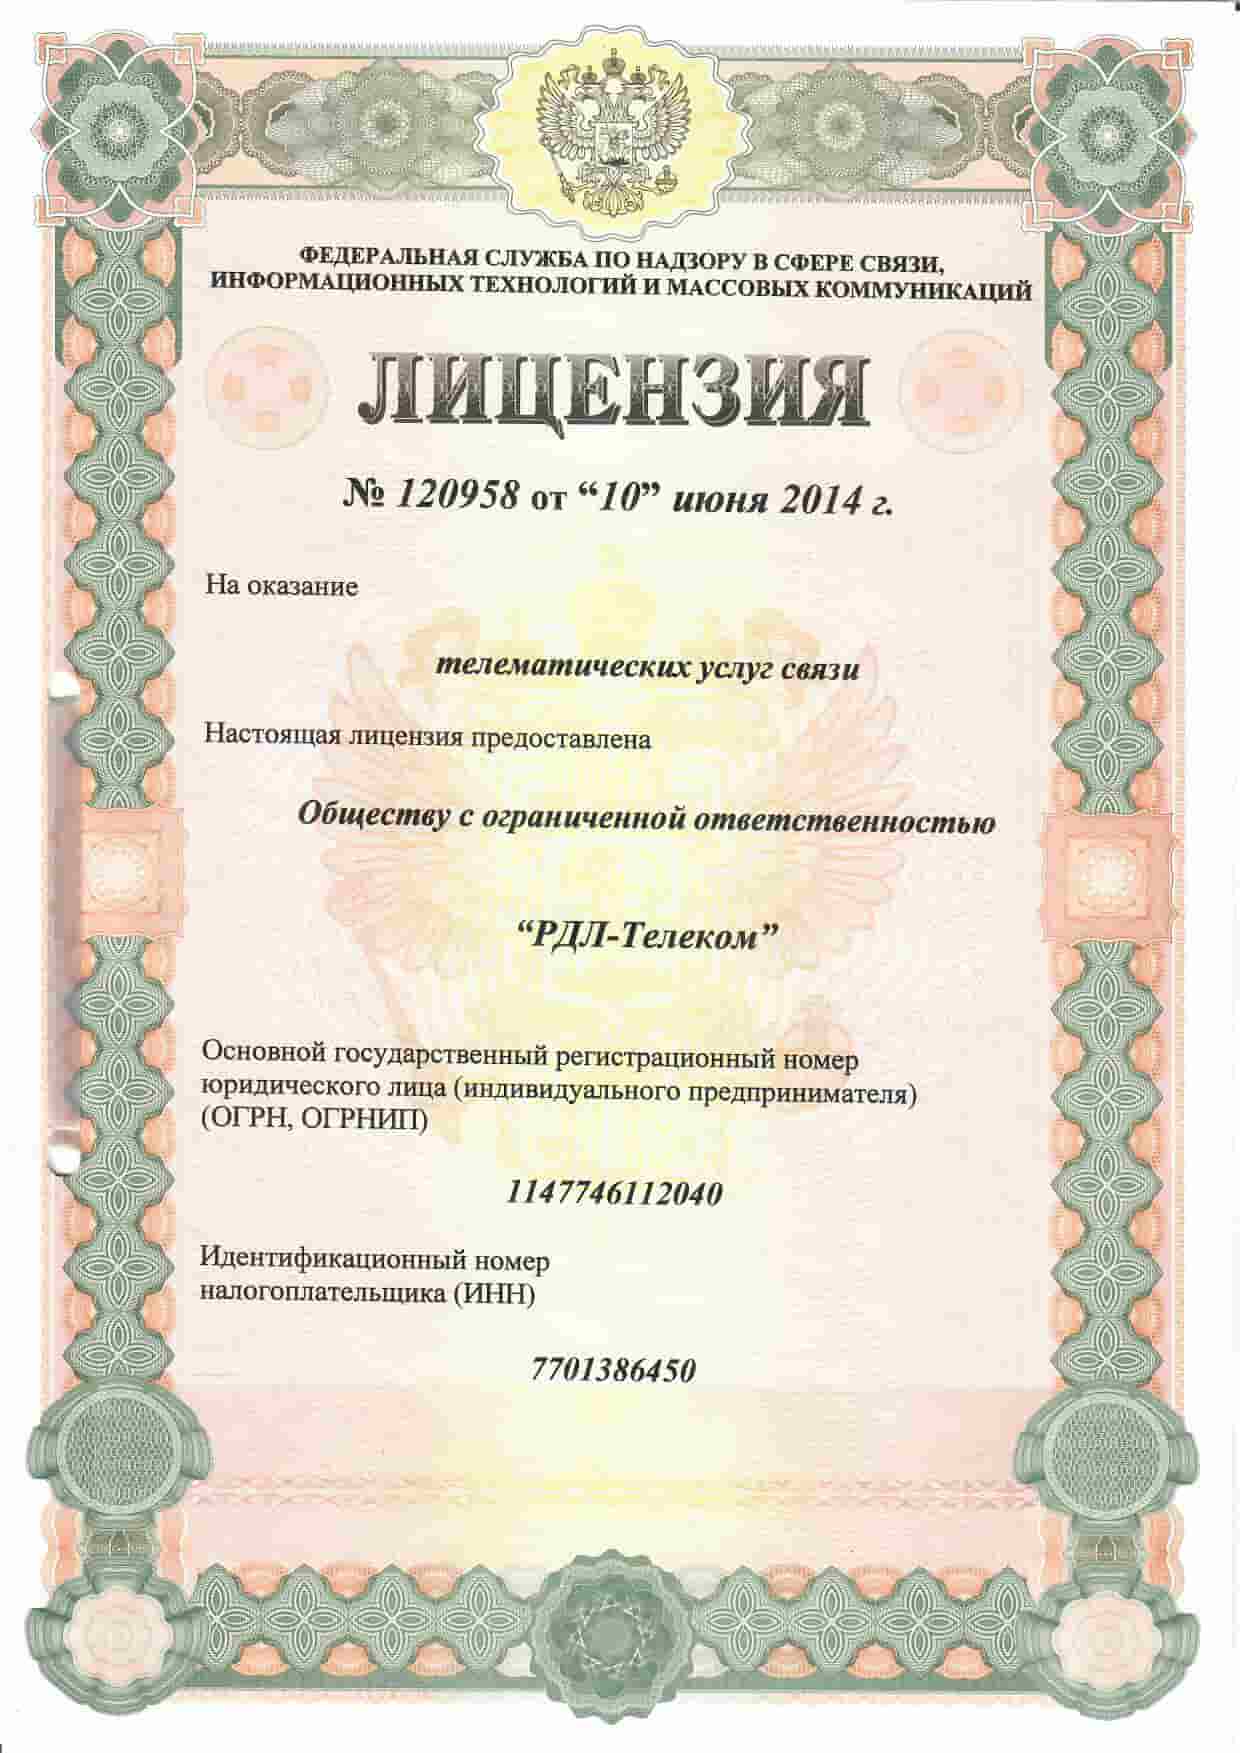 ФЕДЕРАЛЬНАЯ СЛУЖБА ПО НАДЗОРУ В СФЕРЕ СВЯЗИ,
ИНФОРМАЦИОННЫХ ТЕХНОЛОГИЙ И МАССОВЫХ КОММУНИКАЦИЙ
ЛИЦЕНЗИЯ
№ 120958 от “10” июня 2014 г.
На оказание
телематических услуг связи
Настоящая лицензия предоставлена
Обществу с ограниченной ответственностью
“РДЛ-Телеком”
Основной государственный регистрационный номер
юридического лица (индивидуального предпринимателя)
(ОГРН, ОГРНИП)
1147746112040
Идентификационный номер
налогоплательщика (ИНН)
7701386450